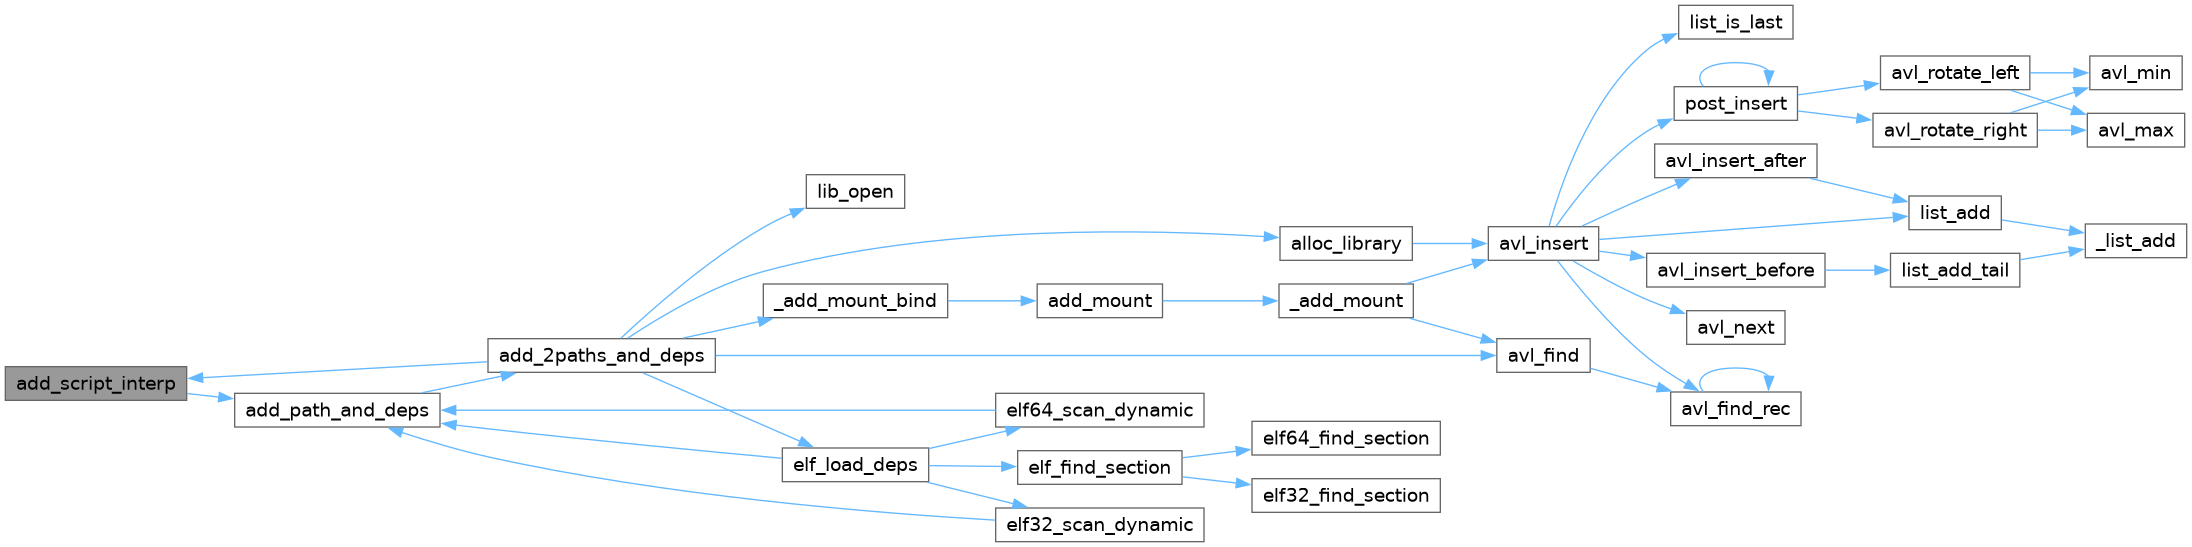 add_script_interp
add_path_and_deps
add_2paths_and_deps
lib_open
alloc_library
_add_mount_bind
add_mount
_add_mount
avl_insert
avl_find
list_is_last
post_insert
avl_rotate_left
avl_rotate_right
avl_min
avl_max
avl_insert_after
list_add
_list_add
avl_insert_before
list_add_tail
avl_next
avl_find_rec
elf_load_deps
elf64_scan_dynamic
elf_find_section
elf64_find_section
elf32_find_section
elf32_scan_dynamic